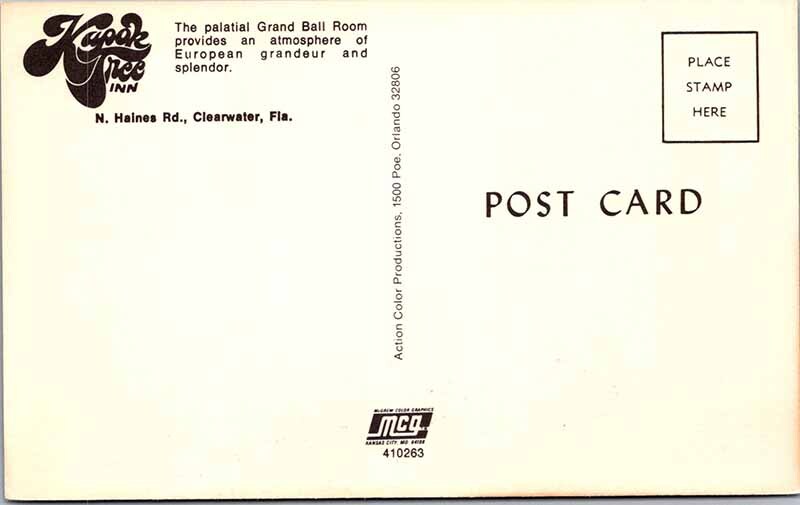 Kapok
Tree
INN
The palatial Grand Ball Room
provides an atmosphere of
European grandeur and
splendor.
N. Haines Rd., Clearwater, Fla.
Action Color Productions, 1500 Poe, Orlando 32806
PLACE
STAMP
HERE
POST CARD
McGREW COLOR GRAPHICS
mcg
KANSAS CITY, MO. 64108
410263